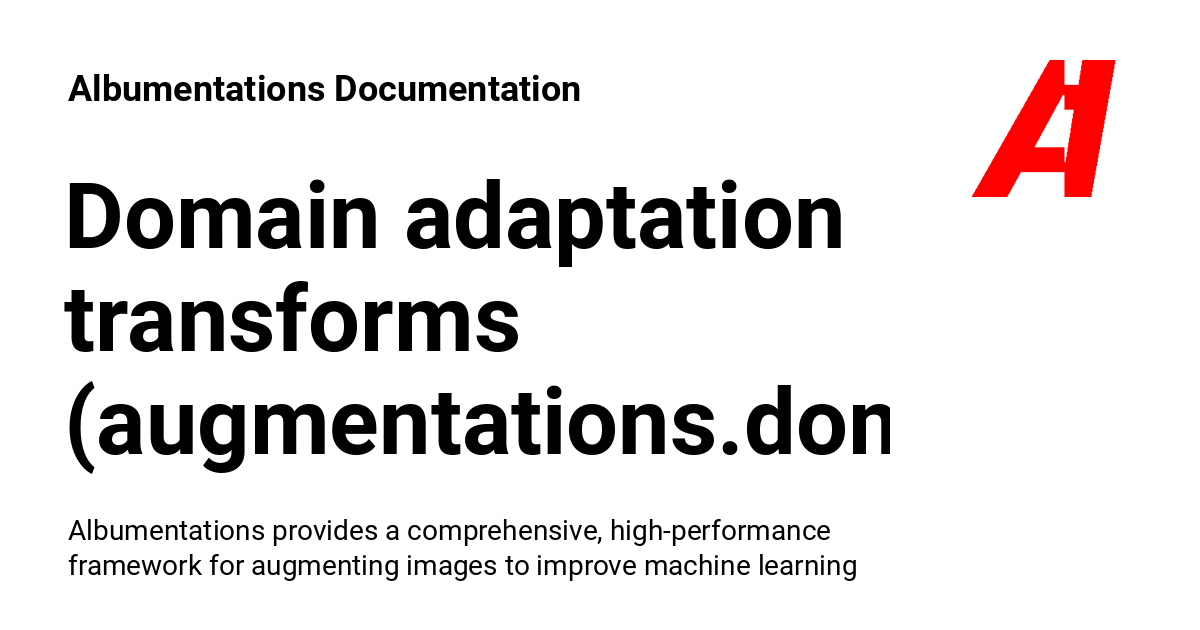 Albumentations Documentation
Domain adaptation
transforms
(augmentations.dom
Albumentations provides a comprehensive, high-performance
framework for augmenting images to improve machine learning